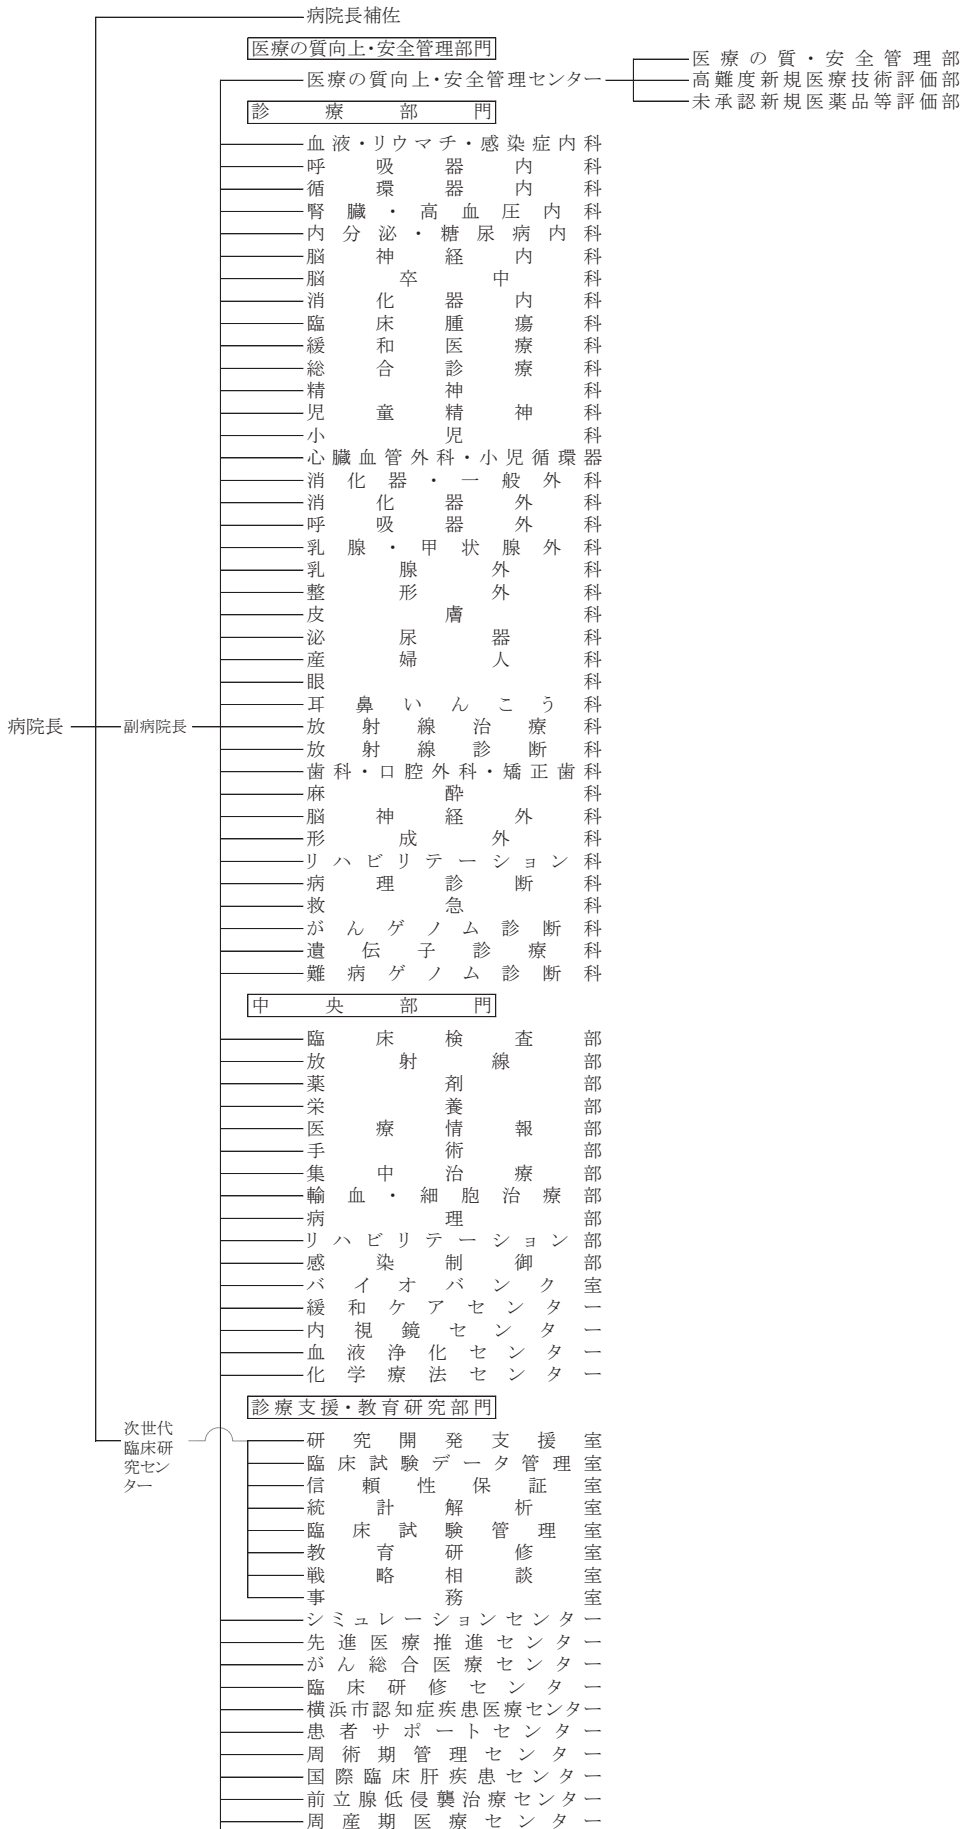 病院長補佐
医療の質向上・安全管理部門
医療の質向上・安全管理センター
医療の質・安全管理部
高難度新規医療技術評価部
未承認新規医薬品等評価部
診療部門
血液・リウマチ・感染症内科
呼吸器内科
循環器内科
腎臓・高血圧内科
内分泌・糖尿病内科
脳神経内科
脳卒中科
消化器内科
臨床腫瘍科
緩和医療科
総合診療科
精神科
児童精神科
小児科
心臓血管外科・小児循環器
消化器・一般外科
消化器外科
呼吸器外科
乳腺・甲状腺外科
乳腺外科
整形外科
皮膚科
泌尿器科
産婦人科
眼科
耳鼻いんこう科
病院長
副病院長
放射線治療科
放射線診断科
歯科・口腔外科・矯正歯科
麻酔科
脳神経外科
形成外科
リハビリテーション科
病理診断科
救急科
がんゲノム診断科
遺伝子診療科
難病ゲノム診断科
中央部門
臨床検査部
放射線部
薬剤部
栄養部
医療情報部
手術部
集中治療部
輸血・細胞治療部
病理部
リハビリテーション部
感染制御部
バイオバンク室
緩和ケアセンター
内視鏡センター
血液浄化センター
化学療法センター
診療支援・教育研究部門
次世代
臨床研
究セン
ター
研究開発支援室
臨床試験データ管理室
信頼性保証室
統計解析室
臨床試験管理室
教育研修室
戦略相談室
事務室
シミュレーションセンター
先進医療推進センター
がん総合医療センター
臨床研修センター
横浜市認知症疾患医療センター
患者サポートセンター
周術期管理センター
国際臨床肝疾患センター
前立腺低侵襲治療センター
周産期医療センター